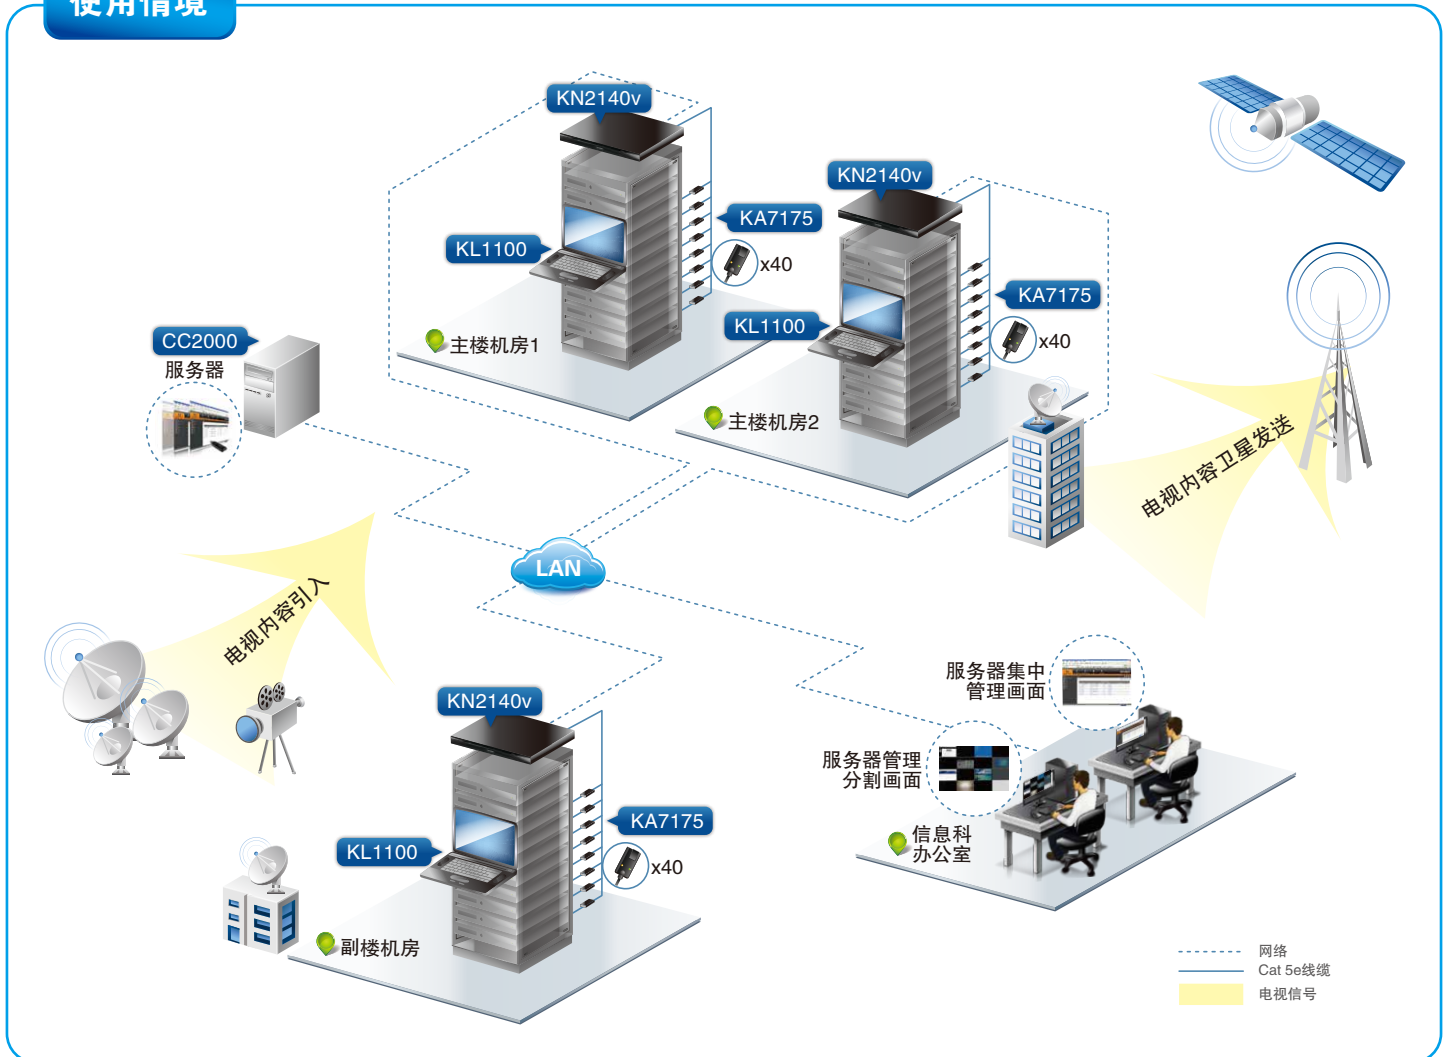 使用情境
KN2140v
KN2140v
KA7175
KL1100
x40
KA7175
KL1100
x40
CC2000
服务器
主楼机房1
主楼机房2
电视内容卫星发送
LAN
电视内容引入
服务器集中
管理画面
KN2140v
服务器管理
分割画面
KA7175
KL1100
x40
信息科
办公室
副楼机房
网络
Cat 5e线缆
电视信号